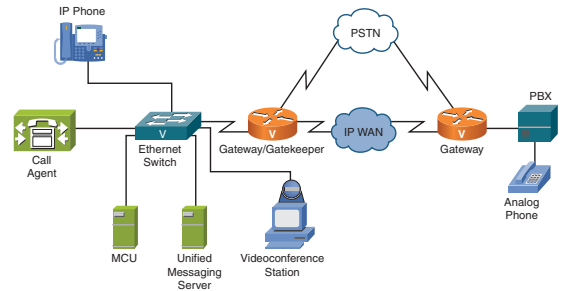 IP Phone
PSTN
PBX
V
V
IP WAN
V
Call
Agent
Ethernet
Switch
Gateway/Gatekeeper
Gateway
Analog
Phone
MCU
Unified
Messaging
Server
Videoconference
Station